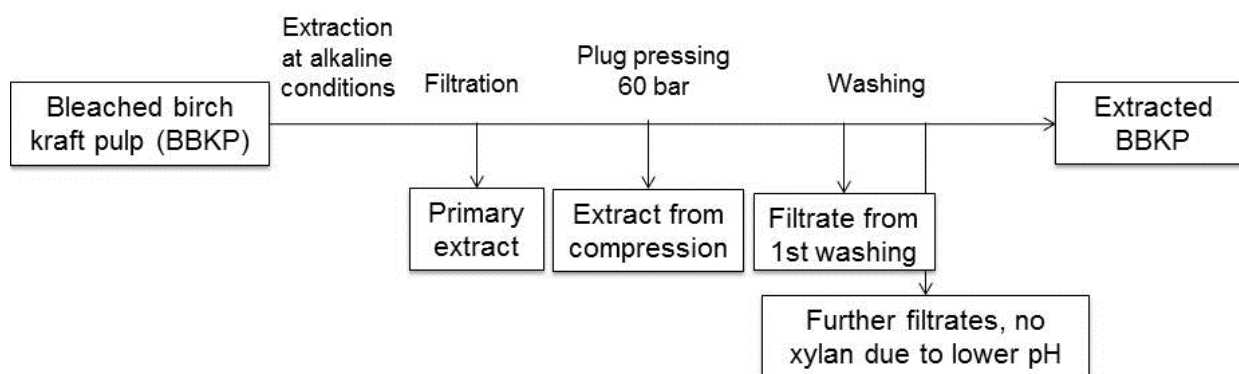 Extraction
at alkaline
conditions
Filtration
Plug pressing
60 bar
Washing
Bleached birch
kraft pulp (BBKP)
Extracted
BBKP
Primary
extract
Extract from
compression
Filtrate from
1st washing
Further filtrates, no
xylan due to lower pH